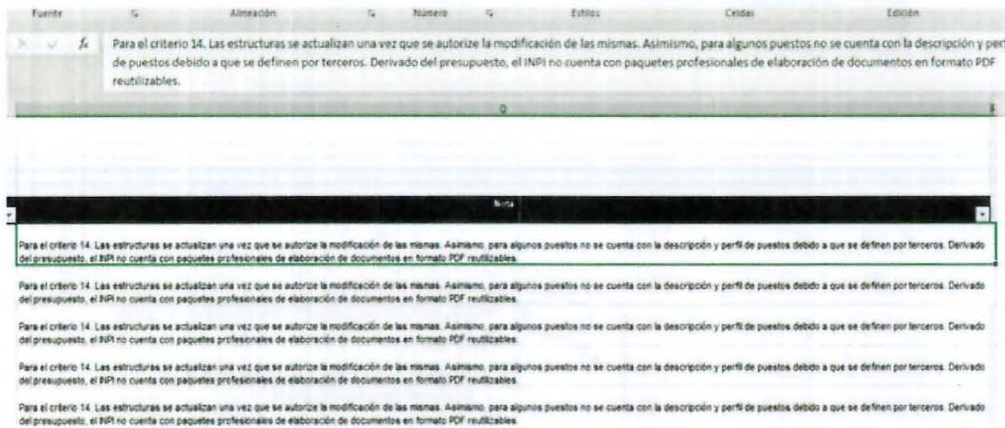 Fuente Alineación Número Estilos Celdas Edición
fx Para el criterio 14. Las estructuras se actualizan una vez que se autorize la modificación de las mismas. Asimismo, para algunos puestos no se cuenta con la descripción y perf
de puestos debido a que se definen por terceros. Derivado del presupuesto, el INPI no cuenta con paquetes profesionales de elaboración de documentos en formato PDF
reutilizables.
Nota
Para el criterio 14. Las estructuras se actualizan una vez que se autorize la modificación de las mismas. Asimismo, para algunos puestos no se cuenta con la descripción y perfil de puestos debido a que se definen por terceros. Derivado
del presupuesto, el INPI no cuenta con paquetes profesionales de elaboración de documentos en formato PDF reutilizables.
Para el criterio 14. Las estructuras se actualizan una vez que se autorize la modificación de las mismas. Asimismo, para algunos puestos no se cuenta con la descripción y perfil de puestos debido a que se definen por terceros. Derivado
del presupuesto, el INPI no cuenta con paquetes profesionales de elaboración de documentos en formato PDF reutilizables.
Para el criterio 14. Las estructuras se actualizan una vez que se autorize la modificación de las mismas. Asimismo, para algunos puestos no se cuenta con la descripción y perfil de puestos debido a que se definen por terceros. Derivado
del presupuesto, el INPI no cuenta con paquetes profesionales de elaboración de documentos en formato PDF reutilizables.
Para el criterio 14. Las estructuras se actualizan una vez que se autorize la modificación de las mismas. Asimismo, para algunos puestos no se cuenta con la descripción y perfil de puestos debido a que se definen por terceros. Derivado
del presupuesto, el INPI no cuenta con paquetes profesionales de elaboración de documentos en formato PDF reutilizables.
Para el criterio 14. Las estructuras se actualizan una vez que se autorize la modificación de las mismas. Asimismo, para algunos puestos no se cuenta con la descripción y perfil de puestos debido a que se definen por terceros. Derivado
del presupuesto, el INPI no cuenta con paquetes profesionales de elaboración de documentos en formato PDF reutilizables.